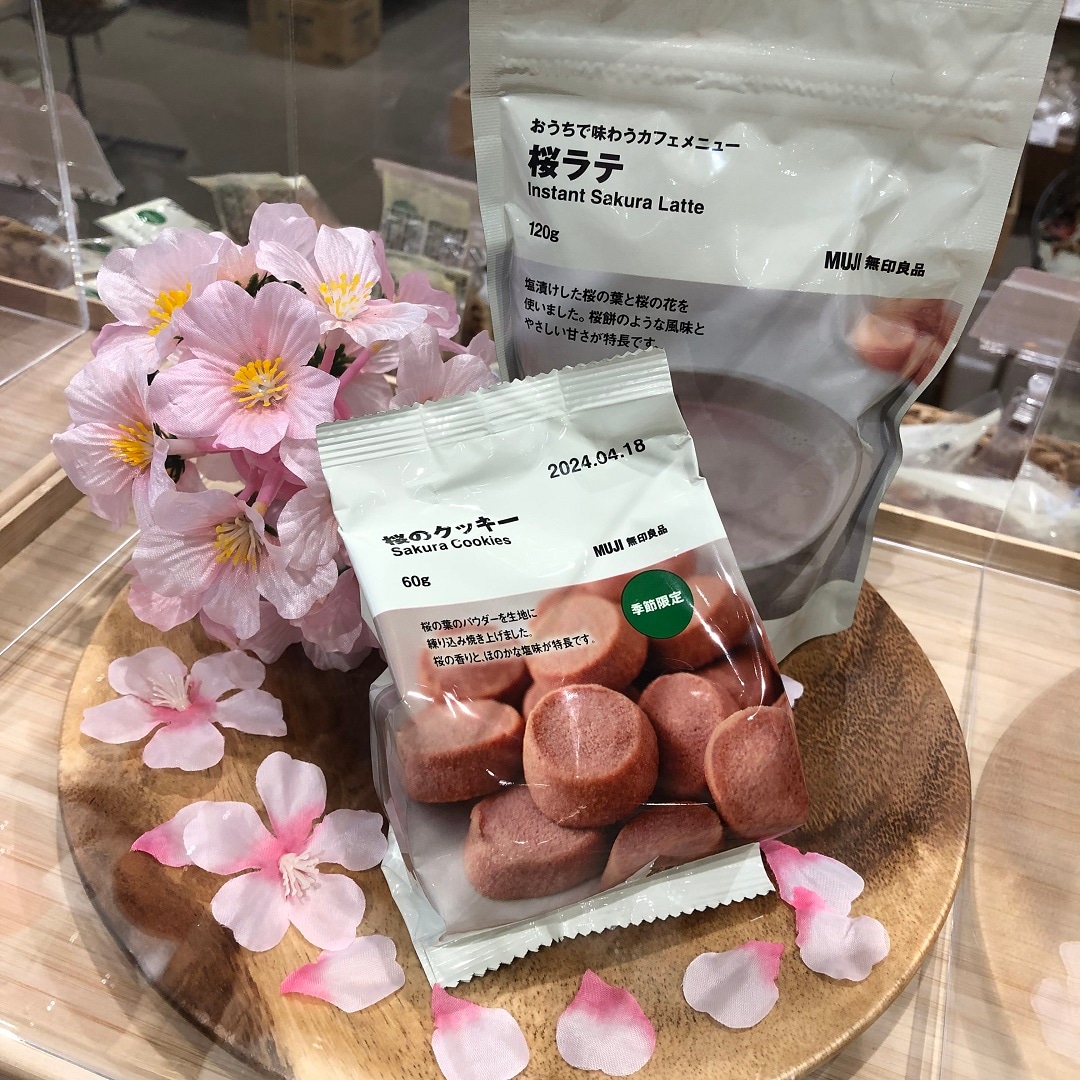 おうちで味わうカフェメニュー
桜ラテ
Instant Sakura Latte
120g
MUJI 無印良品
塩漬けした桜の葉と桜の花を
使いました。桜餅のような風味と
やさしい甘さが特長です。
2024.04.18
桜のクッキー
Sakura Cookies
MUJI 無印良品
60g
季節限定
桜の葉のパウダーを生地に
練り込み焼き上げました。
桜の香りと、ほのかな塩味が特長です。